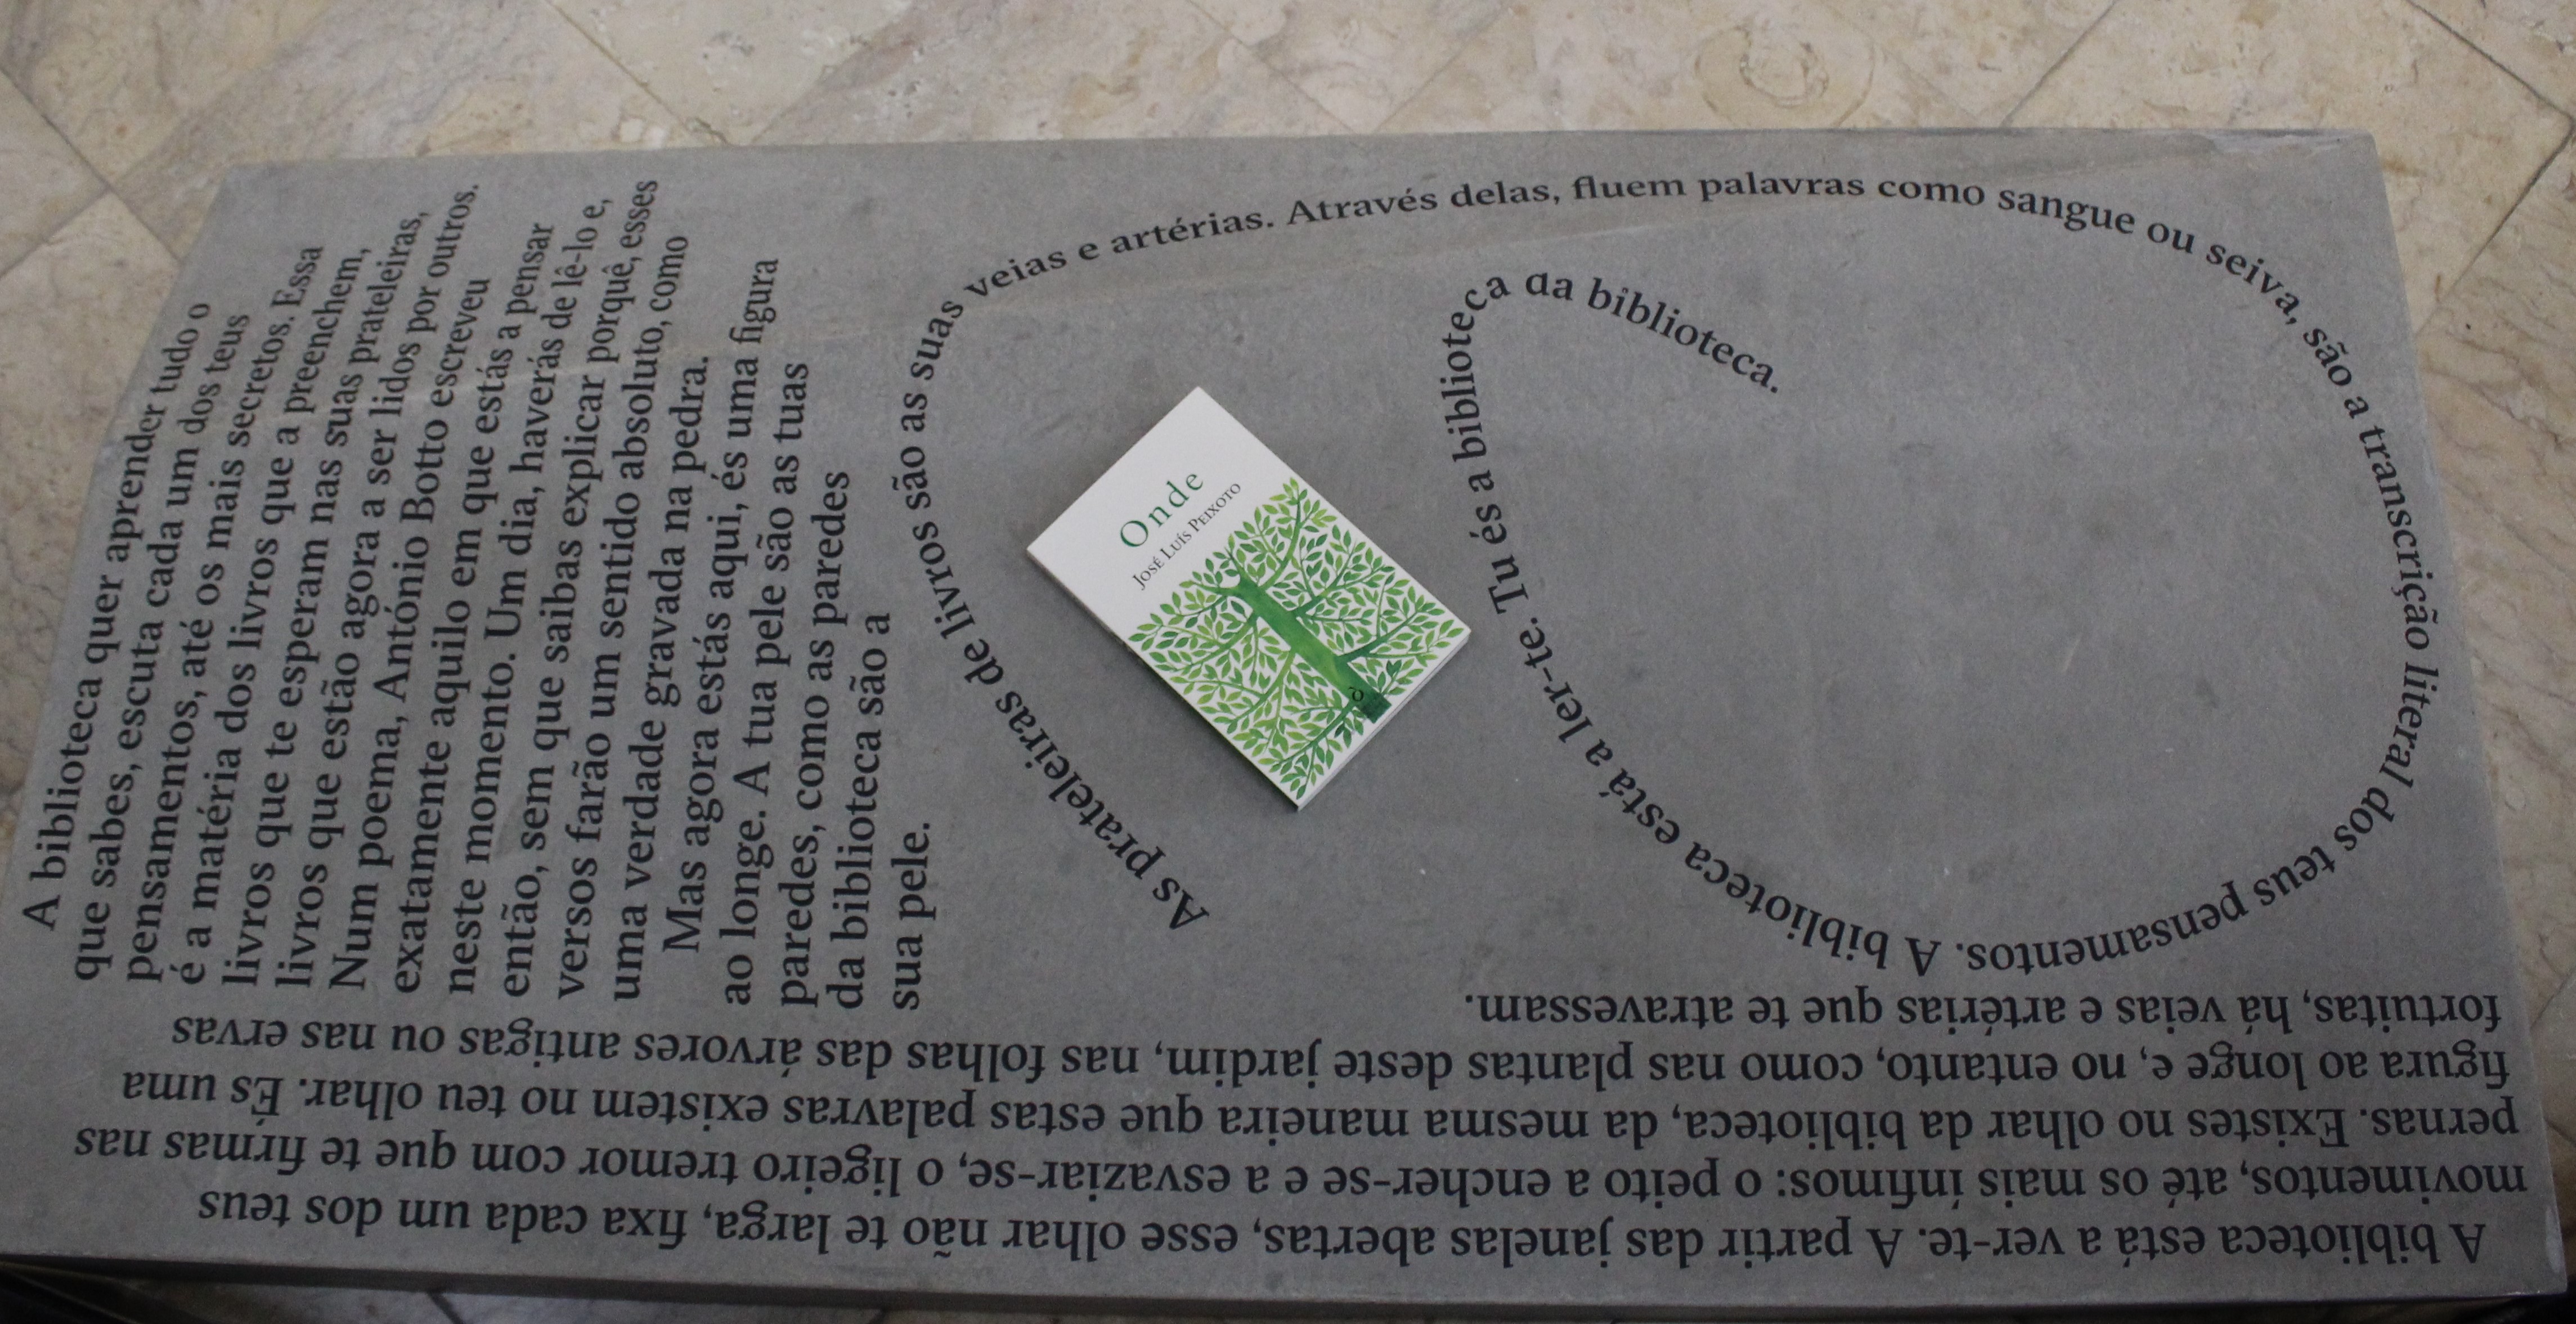 A biblioteca está a ver-te. A partir das janelas abertas, esse olhar não te larga, fixa cada um dos teus
movimentos, até os mais ínfimos: o peito a encher-se e a esvaziar-se, o ligeiro tremor com que te firmas nas
pernas. Existes no olhar da biblioteca, da mesma maneira que estas palavras existem no teu olhar. És uma
figura ao longe e, no entanto, como nas plantas deste jardim, nas folhas das árvores antigas ou nas ervas
fortuitas, há veias e artérias que te atravessam.
A biblioteca quer aprender tudo o
que sabes, escuta cada um dos teus
pensamentos, até os mais secretos. Essa
é a matéria dos livros que a preenchem,
livros que te esperam nas suas prateleiras,
livros que estão agora a ser lidos por outros.
Num poema, António Botto escreveu
exatamente aquilo em que estás a pensar
neste momento. Um dia, haverás de lê-lo e,
então, sem que saibas explicar porquê, esses
versos farão um sentido absoluto, como
uma verdade gravada na pedra.
Mas agora estás aqui, és uma figura
ao longe. A tua pele são as tuas
paredes, como as paredes
da biblioteca são a
sua pele.
As prateleiras de livros são as suas veias e artérias. Através delas, fluem palavras como sangue ou seiva, são a transcrição literal dos teus pensamentos. A biblioteca está a ler-te. Tu és a biblioteca da biblioteca.
Onde
José Luís Peixoto